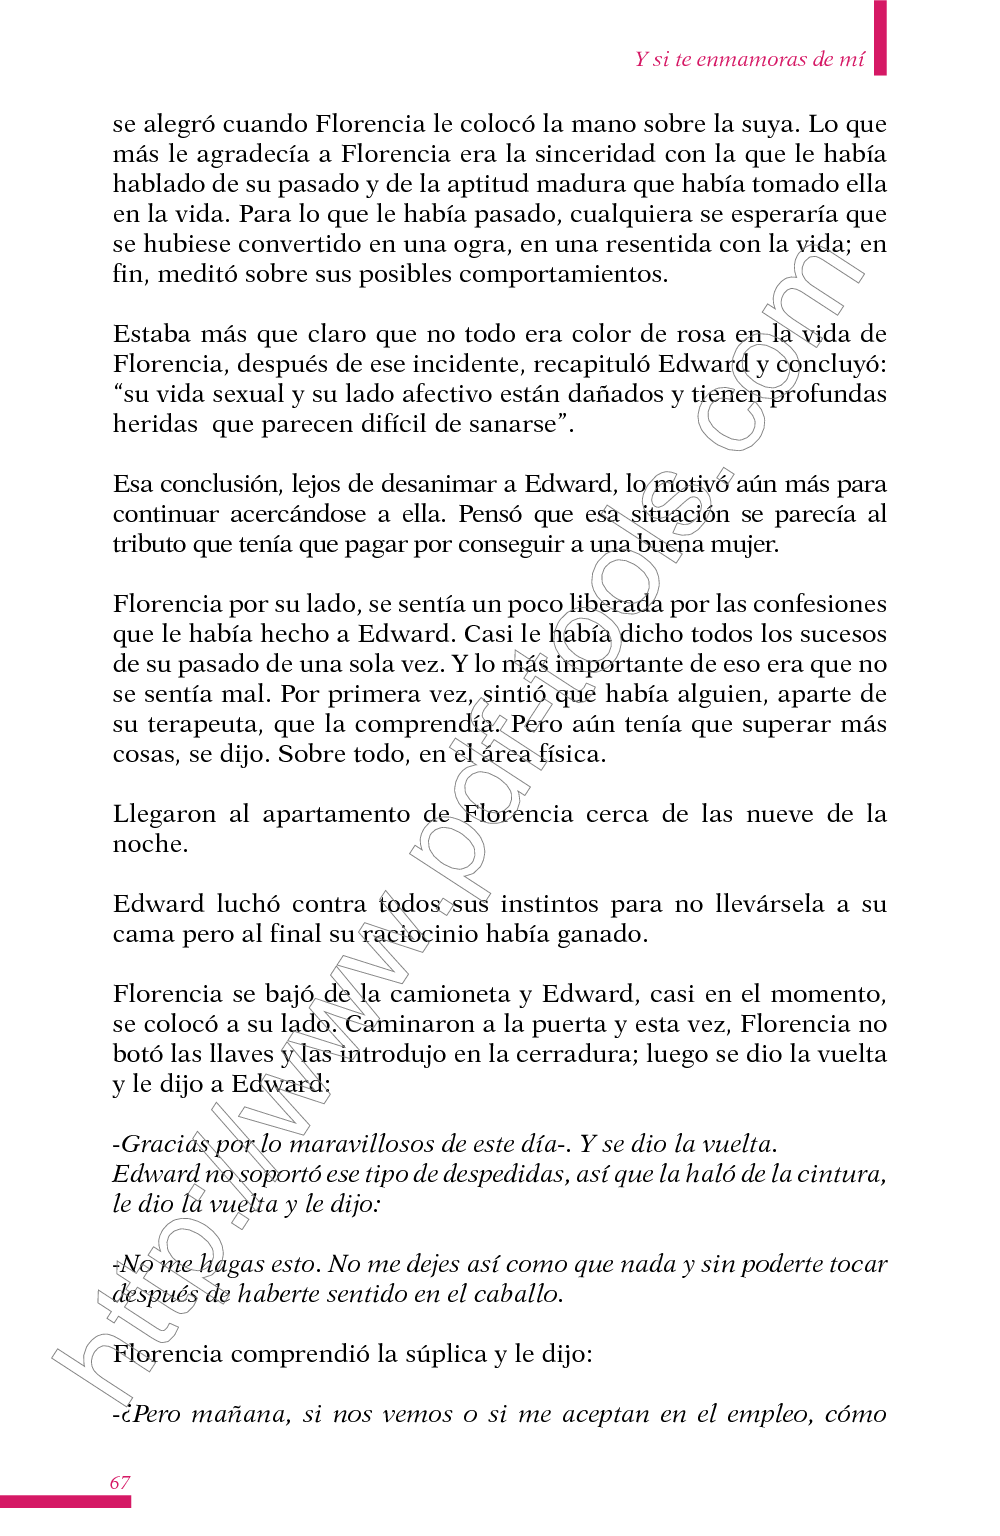 Y si te enmamoras de mí
se alegró cuando Florencia le colocó la mano sobre la suya. Lo que
más le agradecía a Florencia era la sinceridad con la que le había
hablado de su pasado y de la aptitud madura que había tomado ella
en la vida. Para lo que le había pasado, cualquiera se esperaría que
se hubiese convertido en una ogra, en una resentida con la vida; en
fin, meditó sobre sus posibles comportamientos.
Estaba más que claro que no todo era color de rosa en la vida de
Florencia, después de ese incidente, recapituló Edward y concluyó:
“su vida sexual y su lado afectivo están dañados y tienen profundas
heridas  que parecen difícil de sanarse”.
Esa conclusión, lejos de desanimar a Edward, lo motivó aún más para
continuar acercándose a ella. Pensó que esa situación se parecía al
tributo que tenía que pagar por conseguir a una buena mujer.
Florencia por su lado, se sentía un poco liberada por las confesiones
que le había hecho a Edward. Casi le había dicho todos los sucesos
de su pasado de una sola vez. Y lo más importante de eso era que no
se sentía mal. Por primera vez, sintió que había alguien, aparte de
su terapeuta, que la comprendía. Pero aún tenía que superar más
cosas, se dijo. Sobre todo, en el área física.
Llegaron al apartamento de Florencia cerca de las nueve de la
noche.
Edward luchó contra todos sus instintos para no llevársela a su
cama pero al final su raciocinio había ganado.
Florencia se bajó de la camioneta y Edward, casi en el momento,
se colocó a su lado. Caminaron a la puerta y esta vez, Florencia no
botó las llaves y las introdujo en la cerradura; luego se dio la vuelta
y le dijo a Edward:
-Gracias por lo maravillosos de este día-. Y se dio la vuelta.
Edward no soportó ese tipo de despedidas, así que la haló de la cintura,
le dio la vuelta y le dijo:
-No me hagas esto. No me dejes así como que nada y sin poderte tocar
después de haberte sentido en el caballo.
Florencia comprendió la súplica y le dijo:
-¿Pero mañana, si nos vemos o si me aceptan en el empleo, cómo
67
http://www.pdf-tools.com